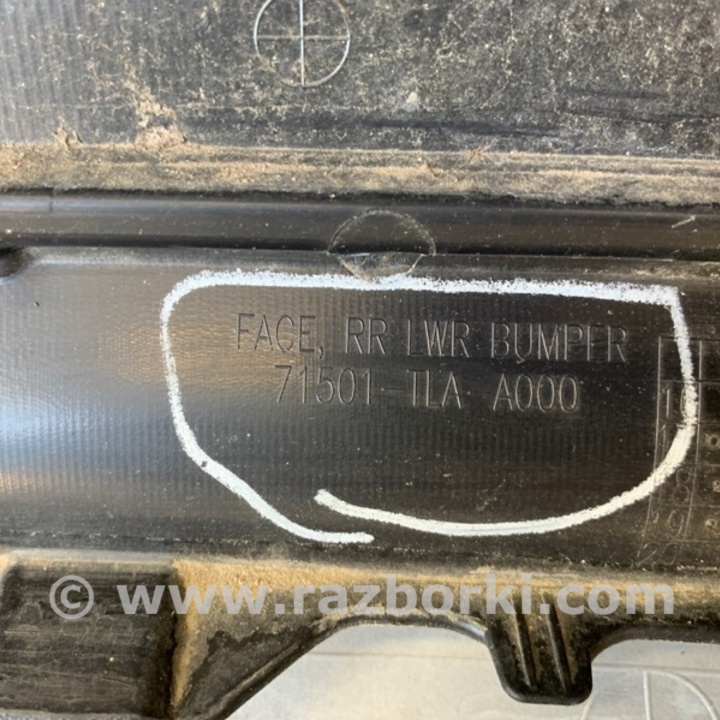 FACE, RR LWR BUMPER
71501-TLA A000
© www.razborki.com